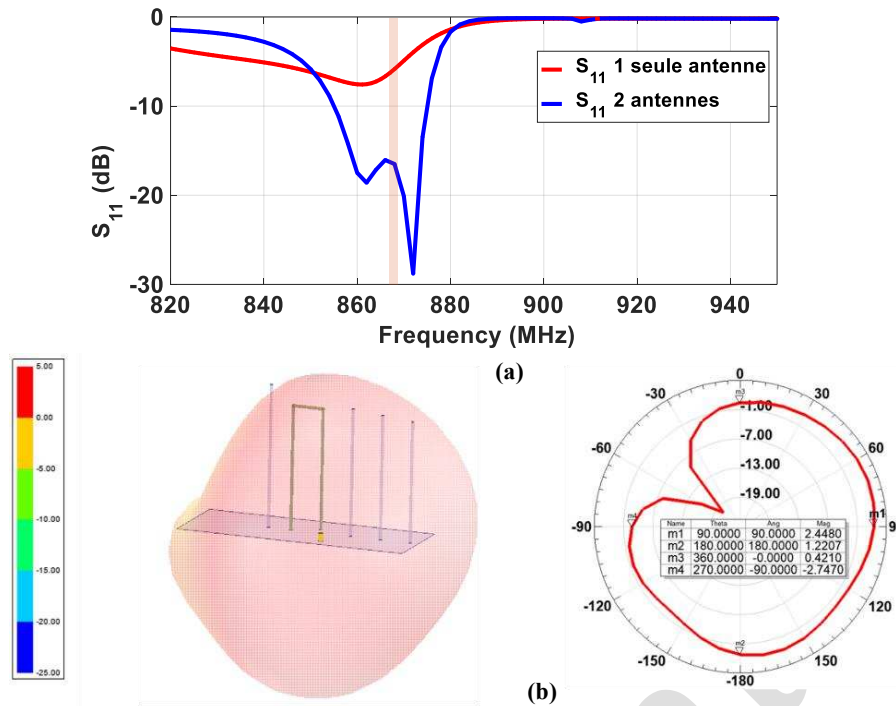 0
-10
-20
-30
S11 (dB)
S11 1 seule antenne
S11 2 antennes
820 840 860 880 900 920 940
Frequency (MHz)
(a)
5.00
0.00
-5.00
-10.00
-15.00
-20.00
-25.00
0
-30 30
m3
-1.00
-60 -7.00 60
-13.00
-19.00
-90 m4 m1 9
Name Theta Ang Mag
m1 90.0000 90.0000 2.4480
m2 180.0000 180.0000 1.2207
m3 360.0000 -0.0000 0.4210
m4 270.0000 -90.0000 -2.7470
-120 120
m2
-150 150
-180
(b)